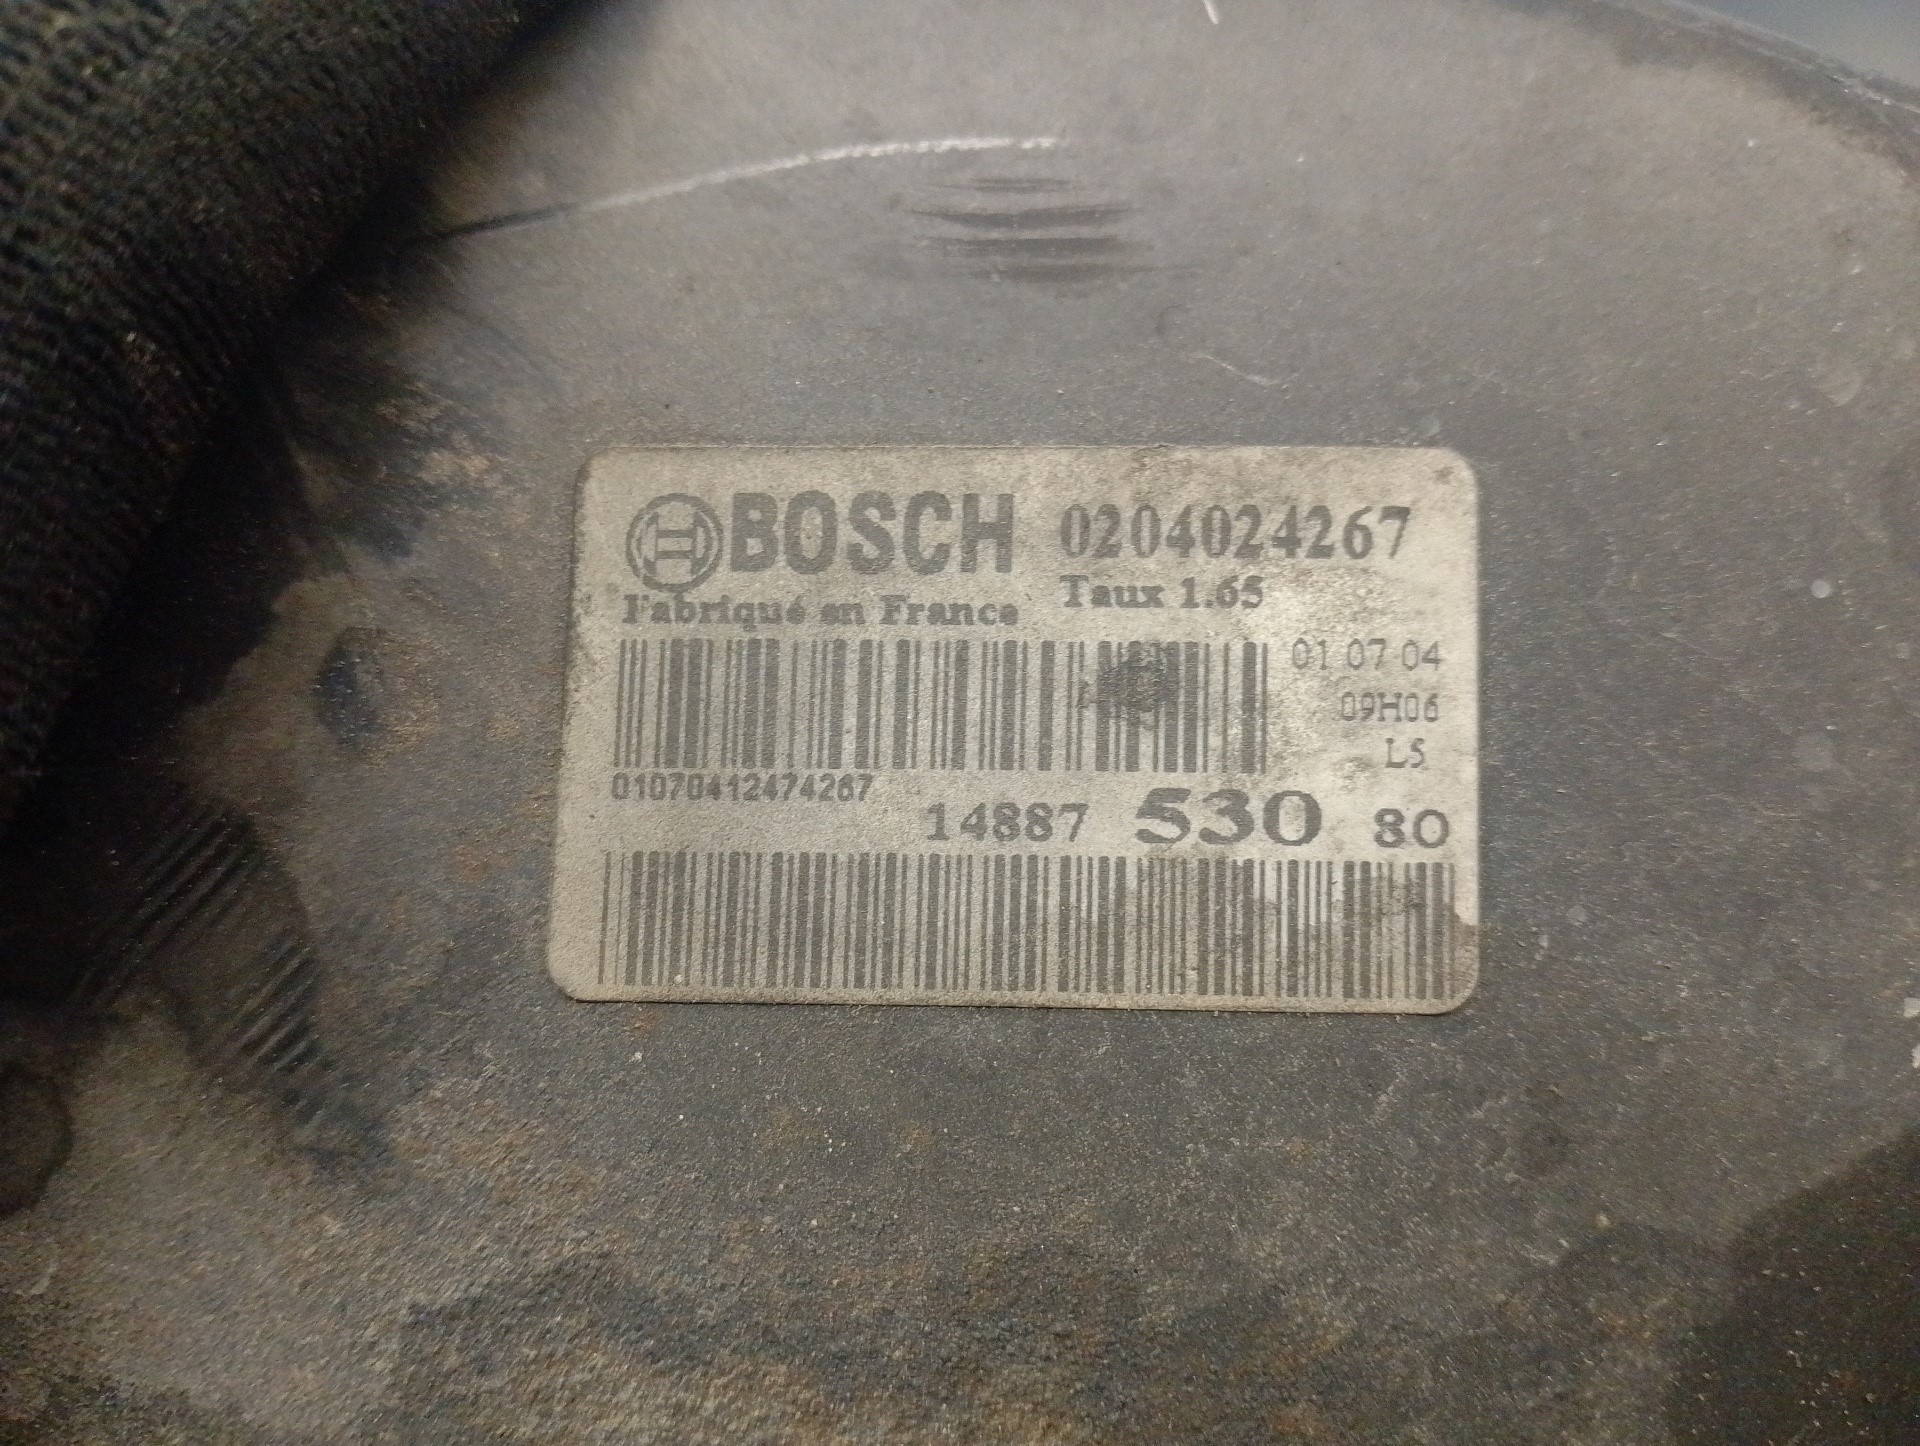 BOSCH 0204024267
Fabriqué en France Taux 1.65
01 07 04
09H06
L5
01070412474267
14887 530 80